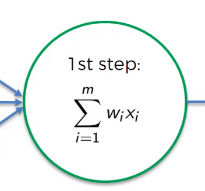 1st step:
m
∑ wᵢxᵢ
i=1